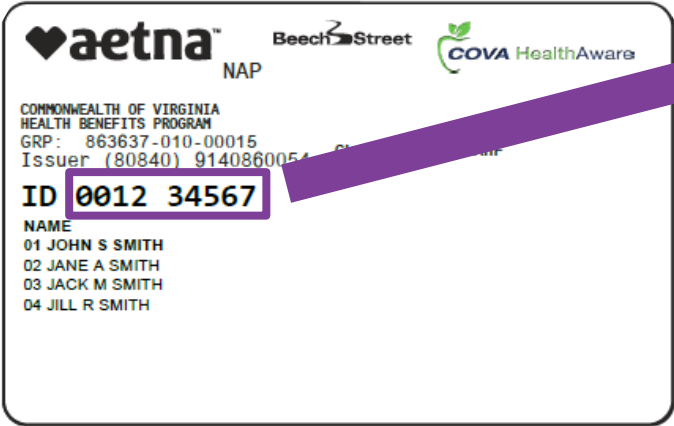 aetna™
BeechStreet
COVA HealthAware
NAP
COMMONWEALTH OF VIRGINIA
HEALTH BENEFITS PROGRAM
GRP: 863637-010-00015
Issuer (80840) 9140860054
ID 0012 34567
NAME
01 JOHN S SMITH
02 JANE A SMITH
03 JACK M SMITH
04 JILL R SMITH